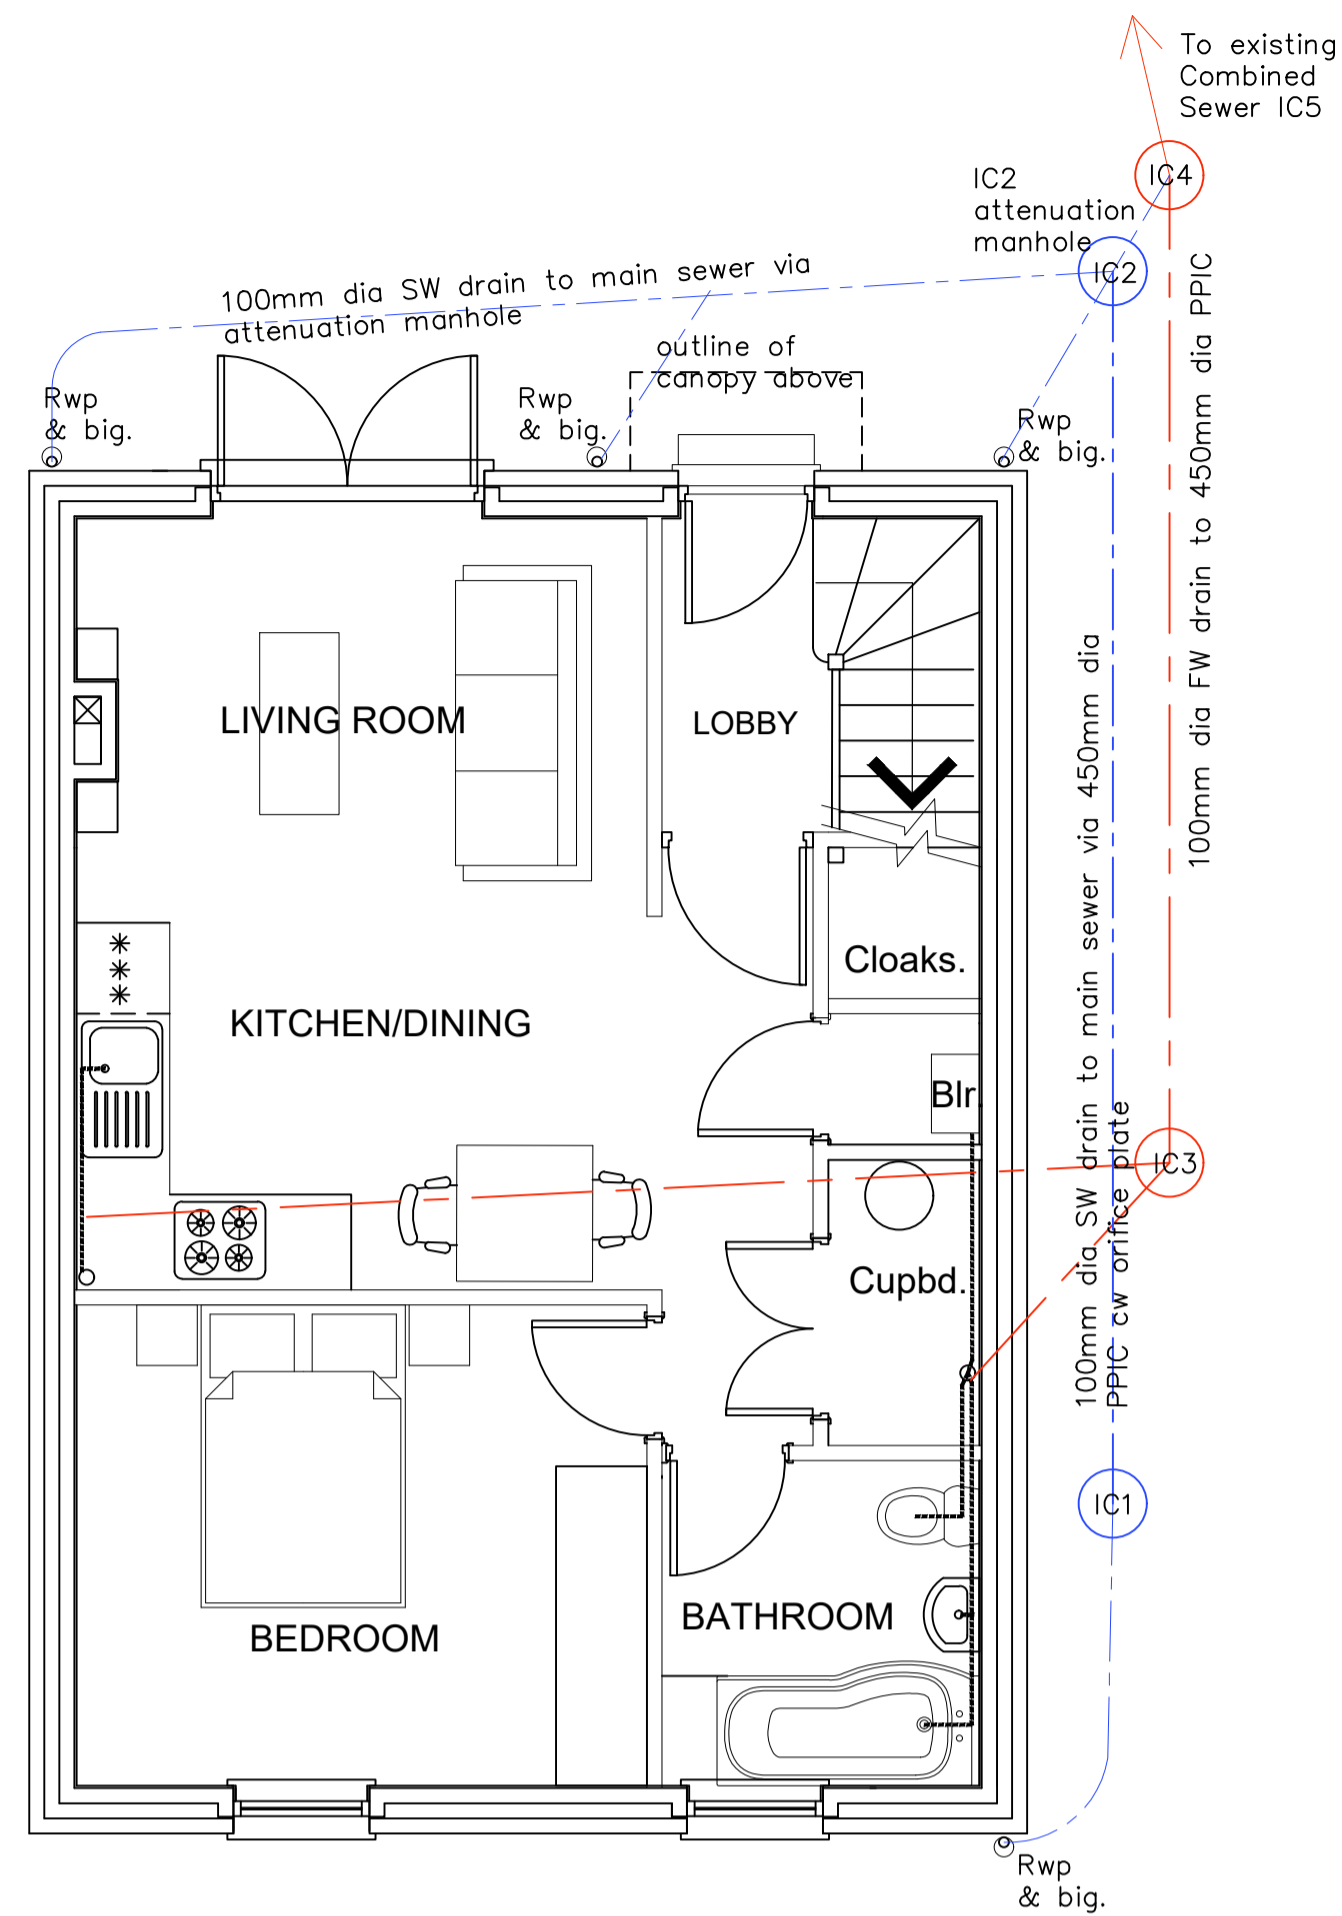 To existing
Combined
Sewer IC5
IC4
IC2
attenuation
manhole
IC2
100mm dia SW drain to main sewer via
attenuation manhole
outline of
canopy above
Rwp
& big.
Rwp
& big.
Rwp
& big.
100mm dia FW drain to 450mm dia PPIC
LIVING ROOM
LOBBY
Cloaks.
KITCHEN/DINING
Blr.
100mm dia SW drain to main sewer via 450mm dia
PPIC cw orifice plate
IC3
Cupbd.
IC1
BATHROOM
BEDROOM
Rwp
& big.